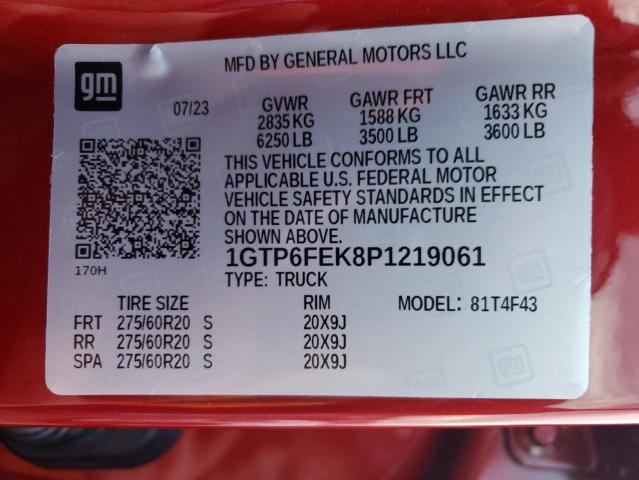 gm
MFD BY GENERAL MOTORS LLC
07/23 GVWR GAWR FRT GAWR RR
2835 KG 1588 KG 1633 KG
6250 LB 3500 LB 3600 LB
THIS VEHICLE CONFORMS TO ALL
APPLICABLE U.S. FEDERAL MOTOR
VEHICLE SAFETY STANDARDS IN EFFECT
ON THE DATE OF MANUFACTURE
SHOWN ABOVE.
170H
1GTP6FEK8P1219061
TYPE: TRUCK
TIRE SIZE RIM MODEL: 81T4F43
FRT 275/60R20 S 20X9J
RR 275/60R20 S 20X9J
SPA 275/60R20 S 20X9J